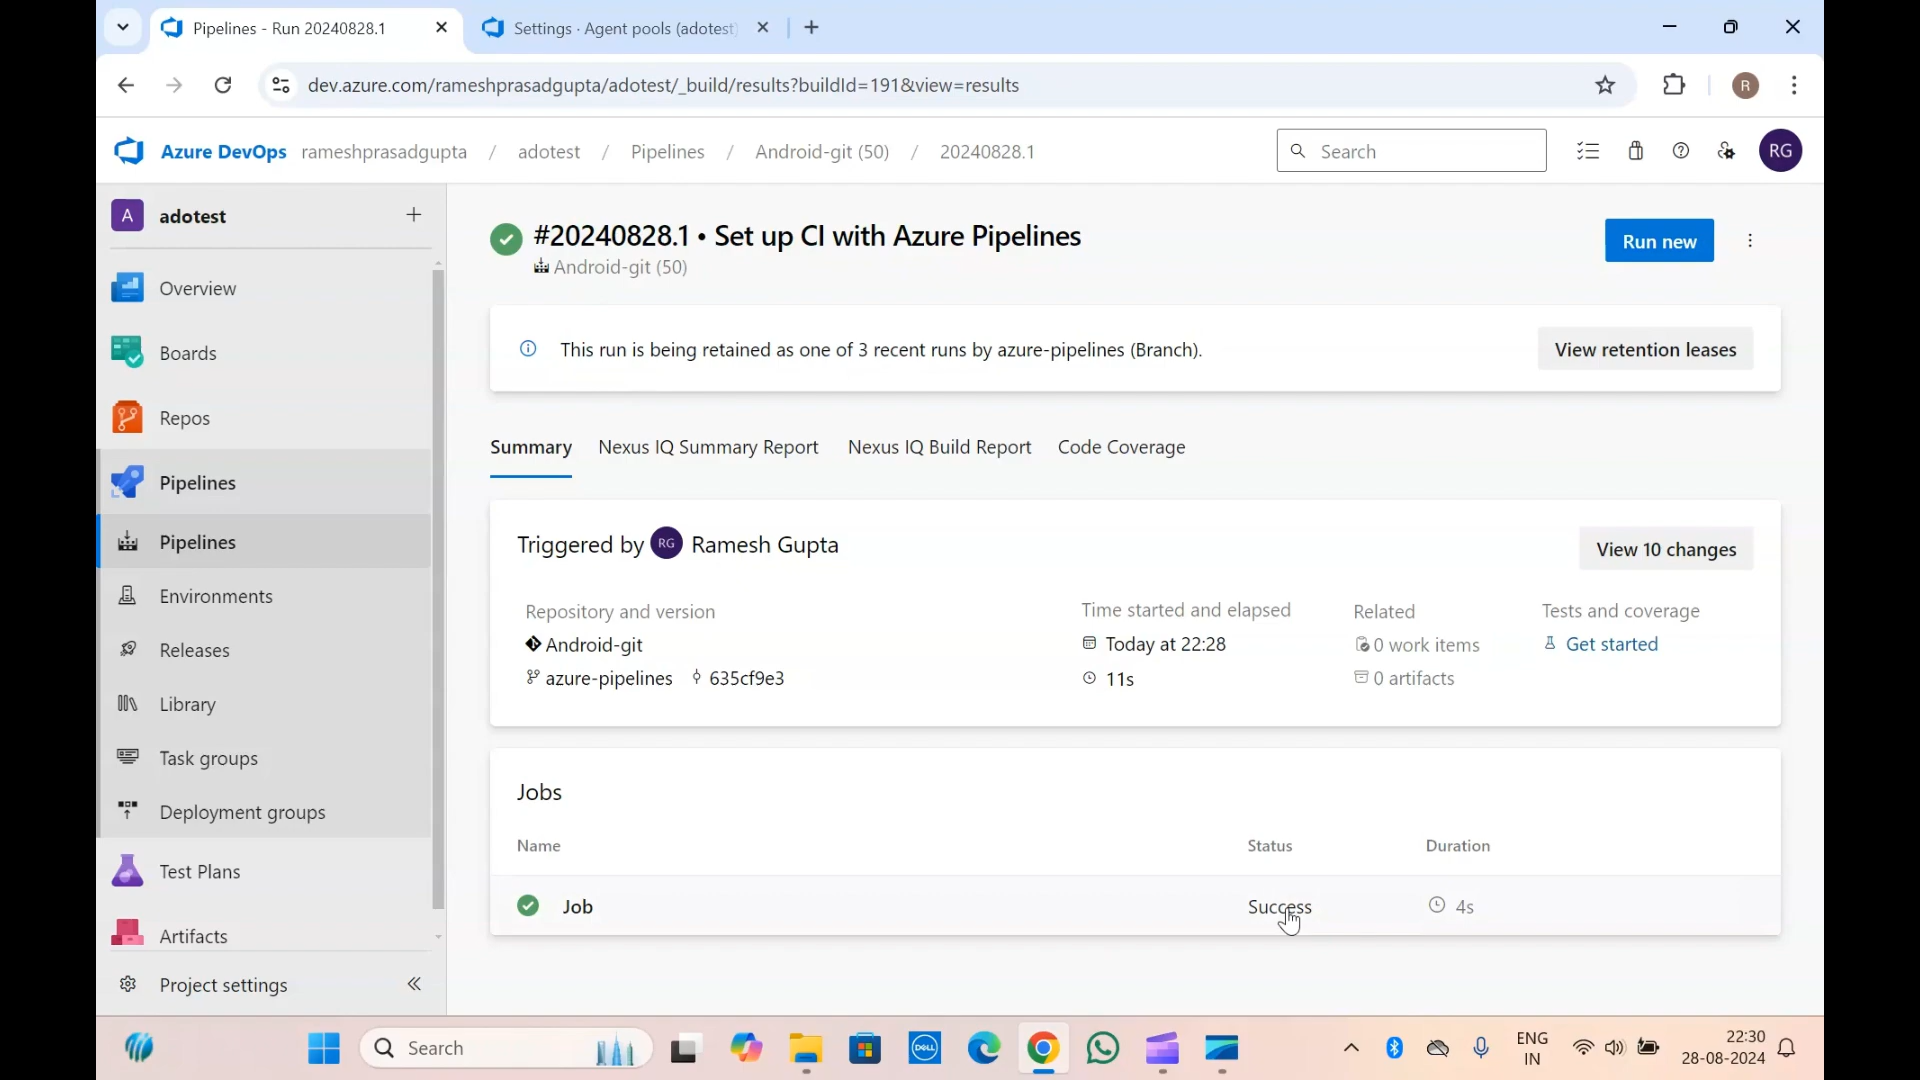 Pipelines - Run 20240828.1
Settings · Agent pools (adotest
dev.azure.com/rameshprasadgupta/adotest/_build/results?buildId=191&view=results
R
Azure DevOps rameshprasadgupta / adotest / Pipelines / Android-git (50) / 20240828.1
Search
RG
A adotest
Overview
Boards
Repos
Pipelines
Pipelines
Environments
Releases
Library
Task groups
Deployment groups
Test Plans
Artifacts
Project settings
#20240828.1 • Set up CI with Azure Pipelines
Android-git (50)
Run new
This run is being retained as one of 3 recent runs by azure-pipelines (Branch).
View retention leases
Summary Nexus IQ Summary Report Nexus IQ Build Report Code Coverage
Triggered by RG Ramesh Gupta
View 10 changes
Repository and version
Android-git
azure-pipelines 635cf9e3
Time started and elapsed
Today at 22:28
11s
Related
0 work items
0 artifacts
Tests and coverage
Get started
Jobs
Name Status Duration
Job Success 4s
Search
DELL
ENG
IN
22:30
28-08-2024